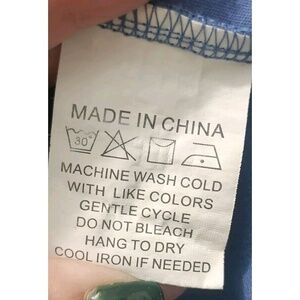 MADE IN CHINA
30°
MACHINE WASH COLD
WITH LIKE COLORS
GENTLE CYCLE
DO NOT BLEACH
HANG TO DRY
COOL IRON IF NEEDED